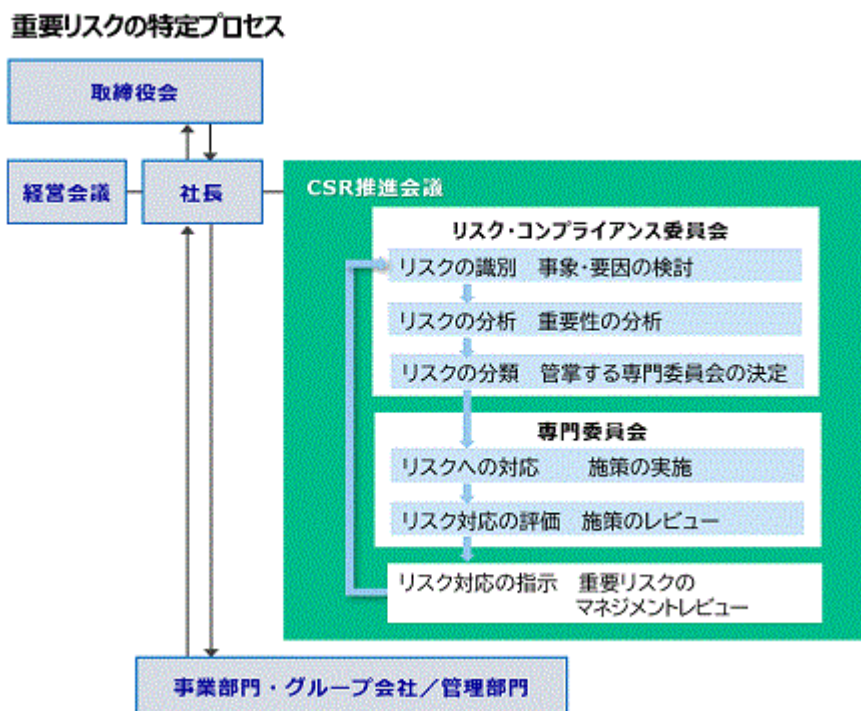 重要リスクの特定プロセス
取締役会
経営会議
社長
CSR推進会議
リスク・コンプライアンス委員会
リスクの識別 事象・要因の検討
リスクの分析 重要性の分析
リスクの分類 管掌する専門委員会の決定
専門委員会
リスクへの対応 施策の実施
リスク対応の評価 施策のレビュー
リスク対応の指示 重要リスクの
マネジメントレビュー
事業部門・グループ会社／管理部門